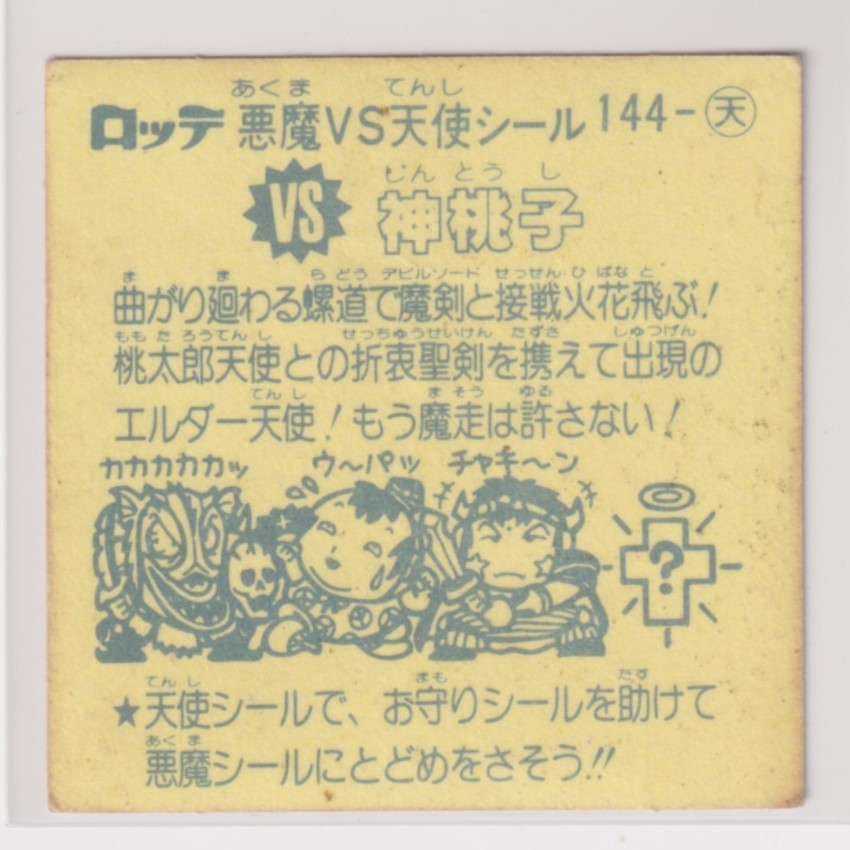 ロッテ 悪魔VS天使シール 144-天
あくま てんし
VS 神桃子
じんとうし
曲がり廻わる螺道で魔剣と接戦火花飛ぶ!
ま ま らどう デビルソード せっせんひばなと
桃太郎天使との折衷聖剣を携えて出現の
ももたろうてんし せっちゅうせいけん たずさ しゅつげん
エルダー天使!もう魔走は許さない!
てんし まそう ゆる
カカカカカッ ウ〜パッ チャキ〜ン
?
★天使シールで、お守りシールを助けて
てんし まも たす
悪魔シールにとどめをさそう!!
あくま